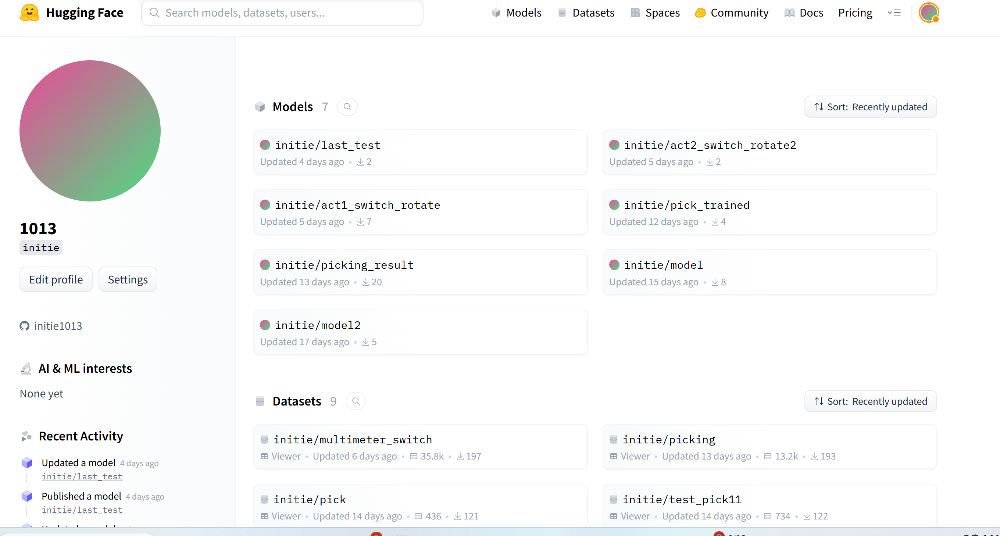 Hugging Face
Search models, datasets, users...
Models
Datasets
Spaces
Community
Docs
Pricing
1013
initie
Edit profile
Settings
initie1013
AI & ML interests
None yet
Recent Activity
Updated a model 4 days ago
initie/last_test
Published a model 4 days ago
initie/last_test
Models 7
Sort: Recently updated
initie/last_test
Updated 4 days ago • 2
initie/act2_switch_rotate2
Updated 5 days ago • 2
initie/act1_switch_rotate
Updated 5 days ago • 7
initie/pick_trained
Updated 12 days ago • 4
initie/picking_result
Updated 13 days ago • 20
initie/model
Updated 15 days ago • 8
initie/model2
Updated 17 days ago • 5
Datasets 9
Sort: Recently updated
initie/multimeter_switch
Viewer • Updated 6 days ago • 35.8k • 197
initie/picking
Viewer • Updated 13 days ago • 13.2k • 193
initie/pick
Viewer • Updated 14 days ago • 436 • 121
initie/test_pick11
Viewer • Updated 14 days ago • 734 • 122